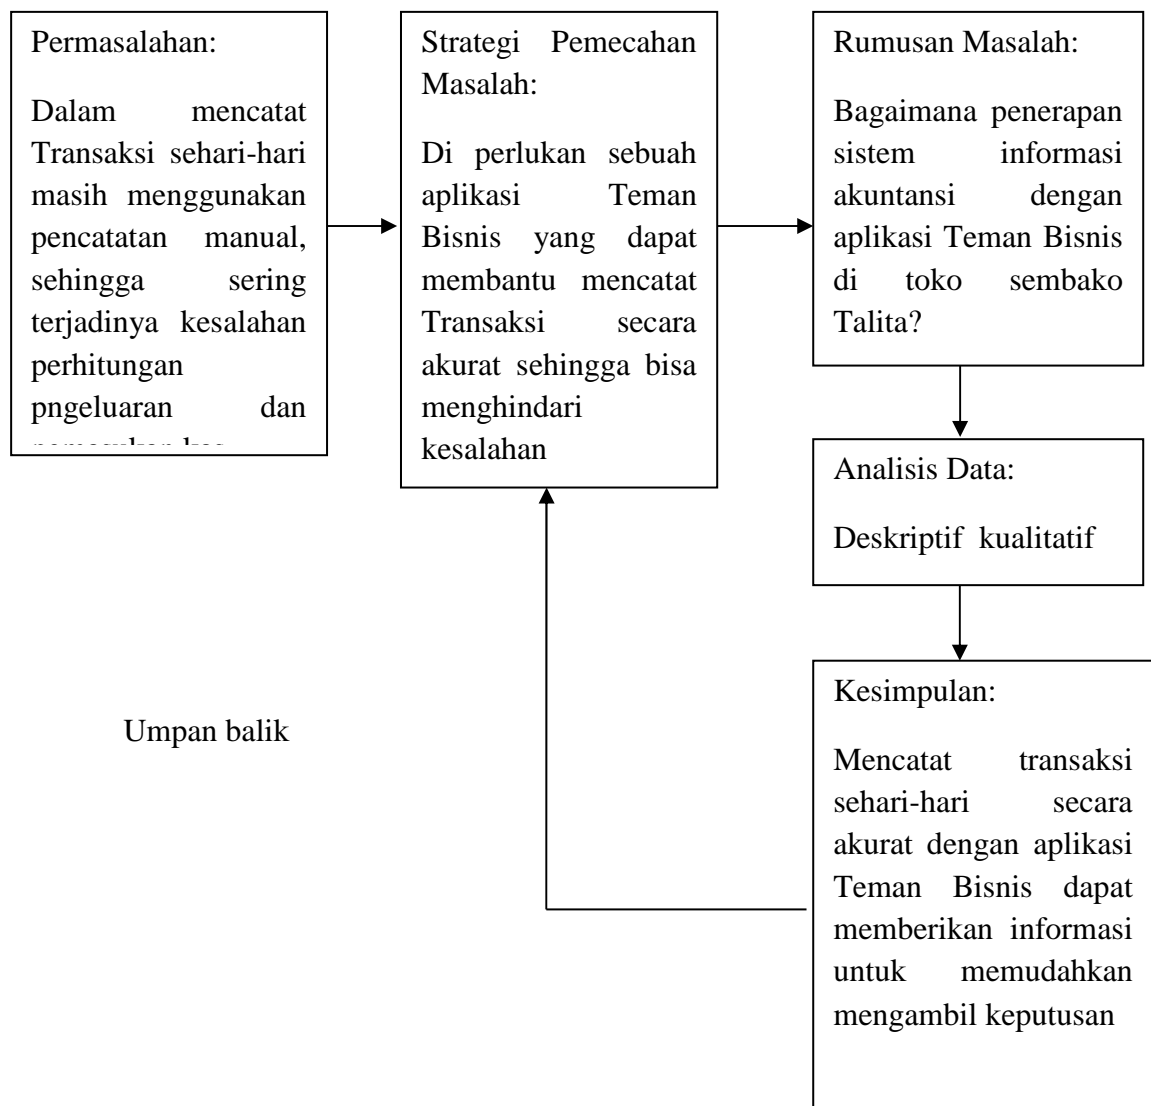 Permasalahan:
Dalam mencatat
Transaksi sehari-hari
masih menggunakan
pencatatan manual,
sehingga sering
terjadinya kesalahan
perhitungan
pngeluaran dan
Strategi Pemecahan
Masalah:
Di perlukan sebuah
aplikasi Teman
Bisnis yang dapat
membantu mencatat
Transaksi secara
akurat sehingga bisa
menghindari
kesalahan
Rumusan Masalah:
Bagaimana penerapan
sistem informasi
akuntansi dengan
aplikasi Teman Bisnis
di toko sembako
Talita?
Analisis Data:
Deskriptif kualitatif
Kesimpulan:
Mencatat transaksi
sehari-hari secara
akurat dengan aplikasi
Teman Bisnis dapat
memberikan informasi
untuk memudahkan
mengambil keputusan
Umpan balik